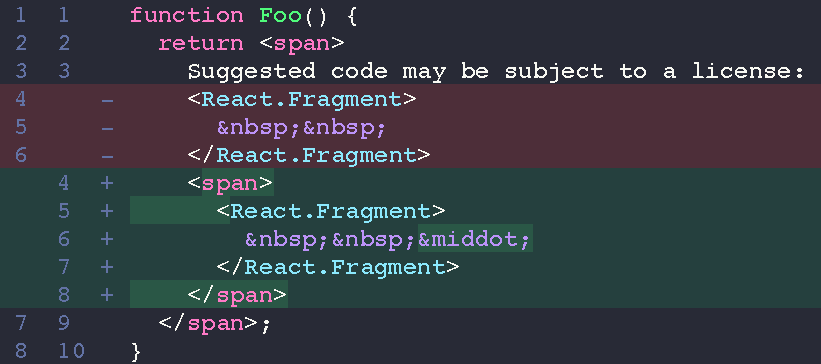 1 1 function Foo() {
2 2 return <span>
3 3 Suggested code may be subject to a license:
4 - <React.Fragment>
5 - &nbsp;&nbsp;
6 - </React.Fragment>
4 + <span>
5 + <React.Fragment>
6 + &nbsp;&nbsp;&middot;
7 + </React.Fragment>
8 + </span>
7 9 </span>;
8 10 }